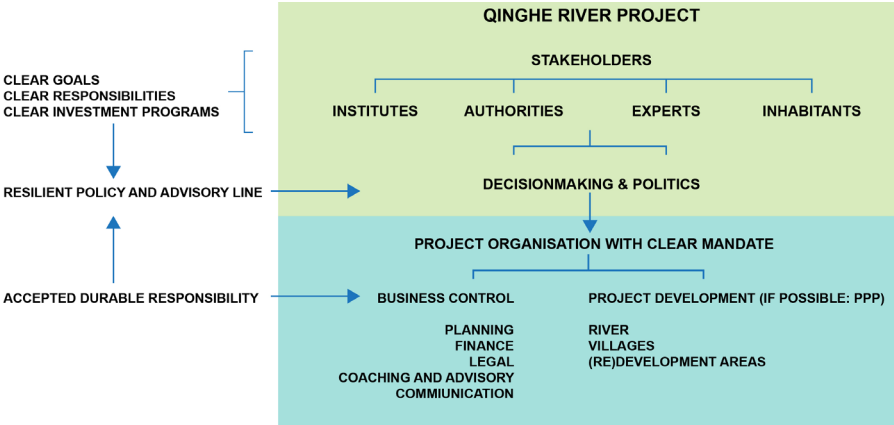 QINGHE RIVER PROJECT
STAKEHOLDERS
CLEAR GOALS
CLEAR RESPONSIBILITIES
CLEAR INVESTMENT PROGRAMS
INSTITUTES
AUTHORITIES
EXPERTS
INHABITANTS
RESILIENT POLICY AND ADVISORY LINE
DECISIONMAKING & POLITICS
PROJECT ORGANISATION WITH CLEAR MANDATE
ACCEPTED DURABLE RESPONSIBILITY
BUSINESS CONTROL
PLANNING
FINANCE
LEGAL
COACHING AND ADVISORY
COMMIUNICATION
PROJECT DEVELOPMENT (IF POSSIBLE: PPP)
RIVER
VILLAGES
(RE)DEVELOPMENT AREAS